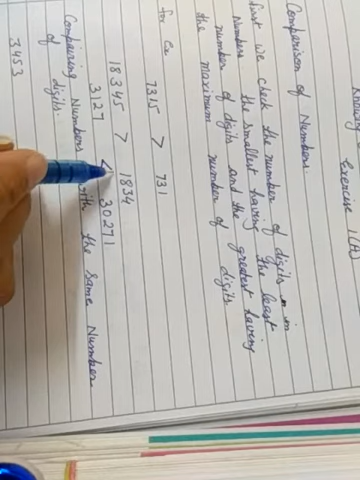 Exercise 1(A)
Comparison of Numbers
first we check the number of digits in
Numbers the smallest having the least
number of digits and the greatest having
the maximum number of digits.
for Ex
7315 > 731
18345 > 1834
3127 < 30271
Comparing Numbers with the same Number
of digits.
3453